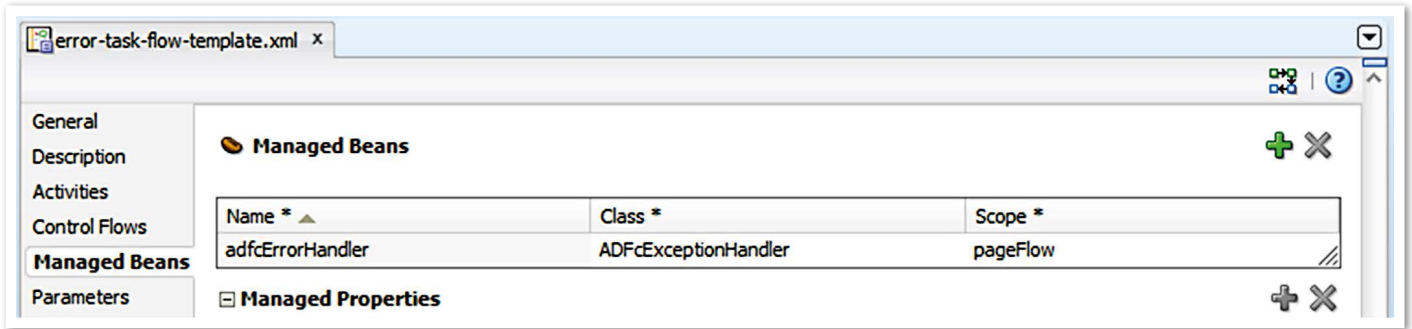 error-task-flow-template.xml x
?
General
Description
Activities
Control Flows
Managed Beans
Parameters
Managed Beans
Name * Class * Scope *
adfcErrorHandler ADFcExceptionHandler pageFlow
Managed Properties